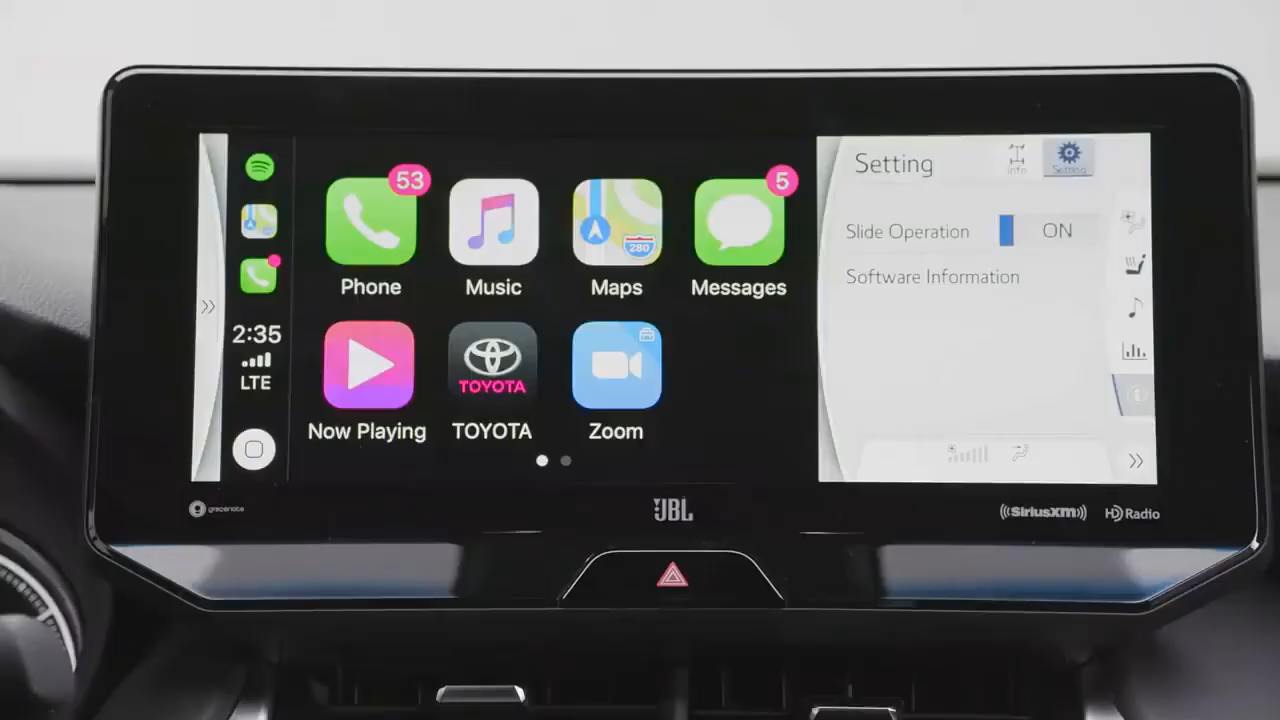 53
5
280
Phone
Music
Maps
Messages
2:35
LTE
TOYOTA
Now Playing
TOYOTA
Zoom
Setting
Info
Setting
Slide Operation
ON
Software Information
gracenote
JBL
SiriusXM
HD Radio